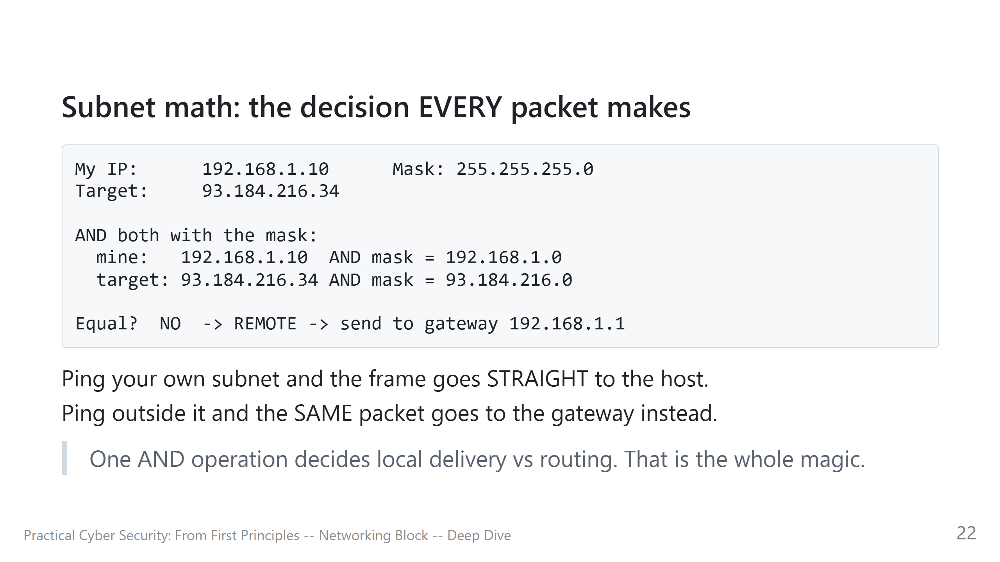 Subnet math: the decision EVERY packet makes
My IP:      192.168.1.10      Mask: 255.255.255.0
Target:     93.184.216.34
AND both with the mask:
  mine:   192.168.1.10  AND mask = 192.168.1.0
  target: 93.184.216.34 AND mask = 93.184.216.0
Equal?  NO  -> REMOTE -> send to gateway 192.168.1.1
Ping your own subnet and the frame goes STRAIGHT to the host.
Ping outside it and the SAME packet goes to the gateway instead.
One AND operation decides local delivery vs routing. That is the whole magic.
Practical Cyber Security: From First Principles -- Networking Block -- Deep Dive
22